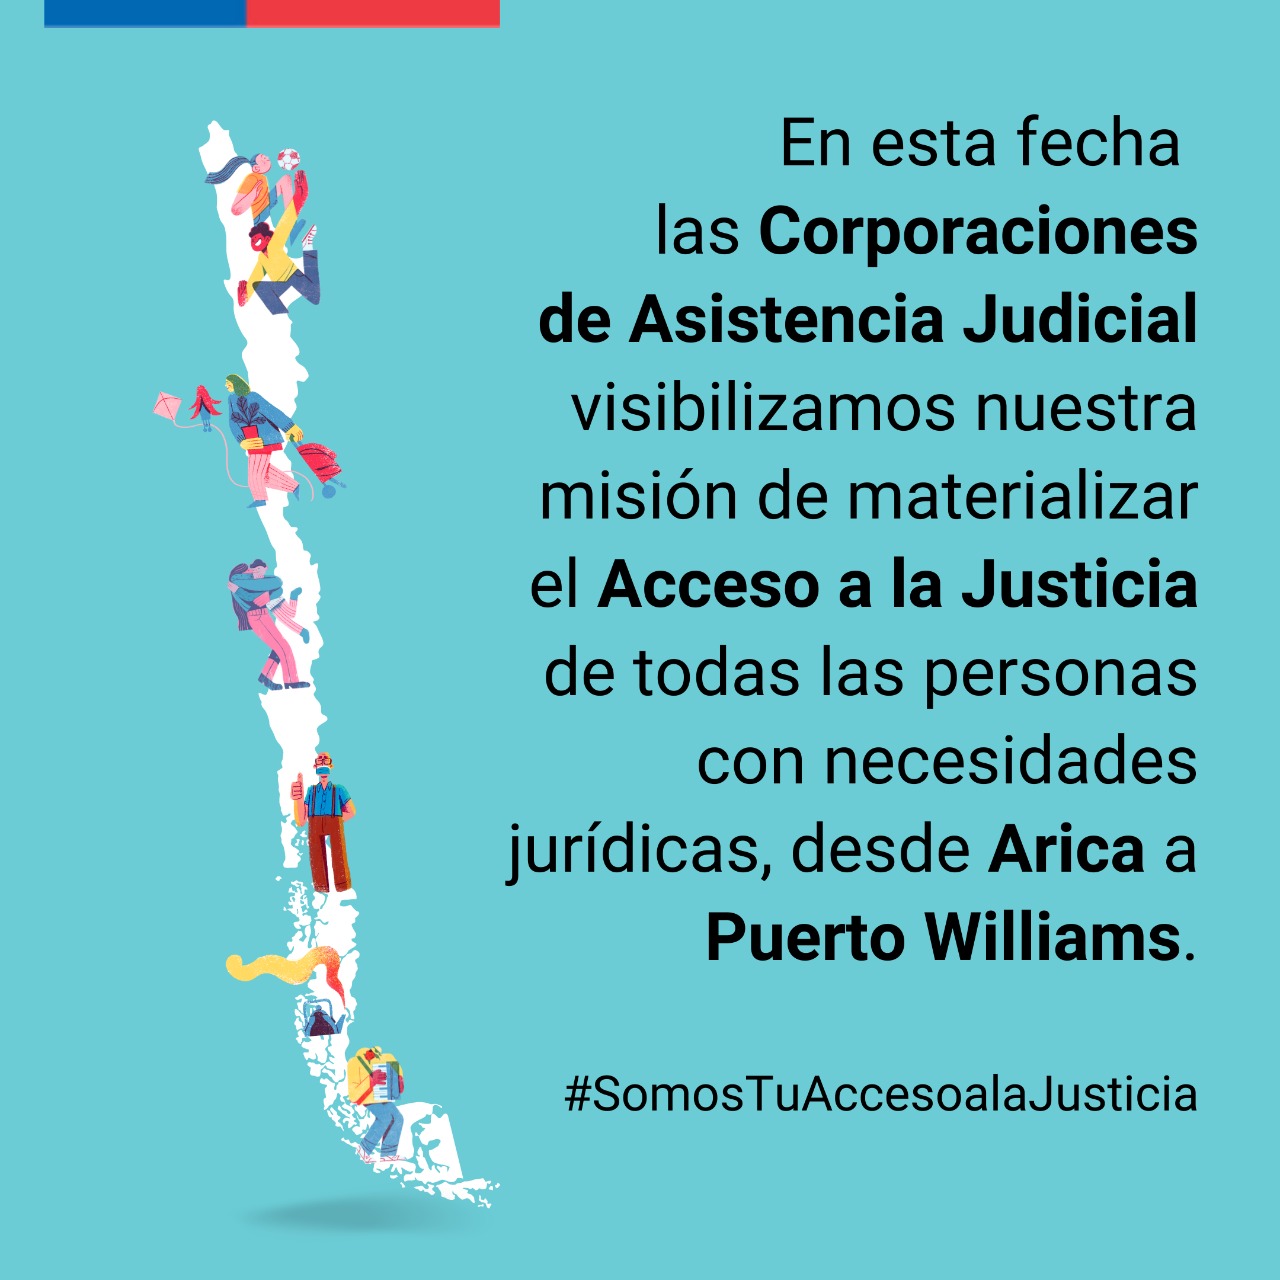 En esta fecha
las Corporaciones
de Asistencia Judicial
visibilizamos nuestra
misión de materializar
el Acceso a la Justicia
de todas las personas
con necesidades
jurídicas, desde Arica a
Puerto Williams.
#SomosTuAccesoalaJusticia